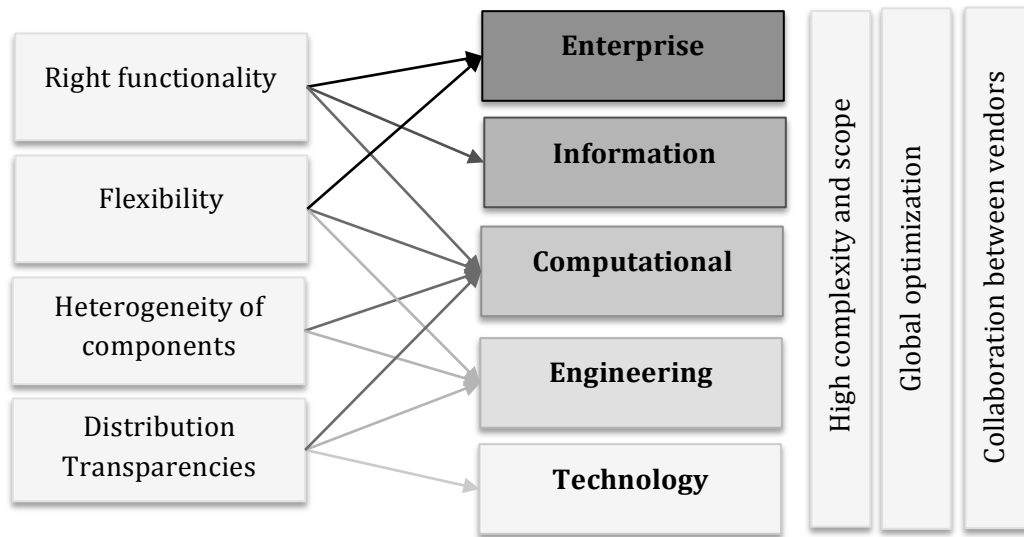 Right functionality
Flexibility
Heterogeneity of
components
Distribution
Transparencies
Enterprise
Information
Computational
Engineering
Technology
High complexity and scope
Global optimization
Collaboration between vendors